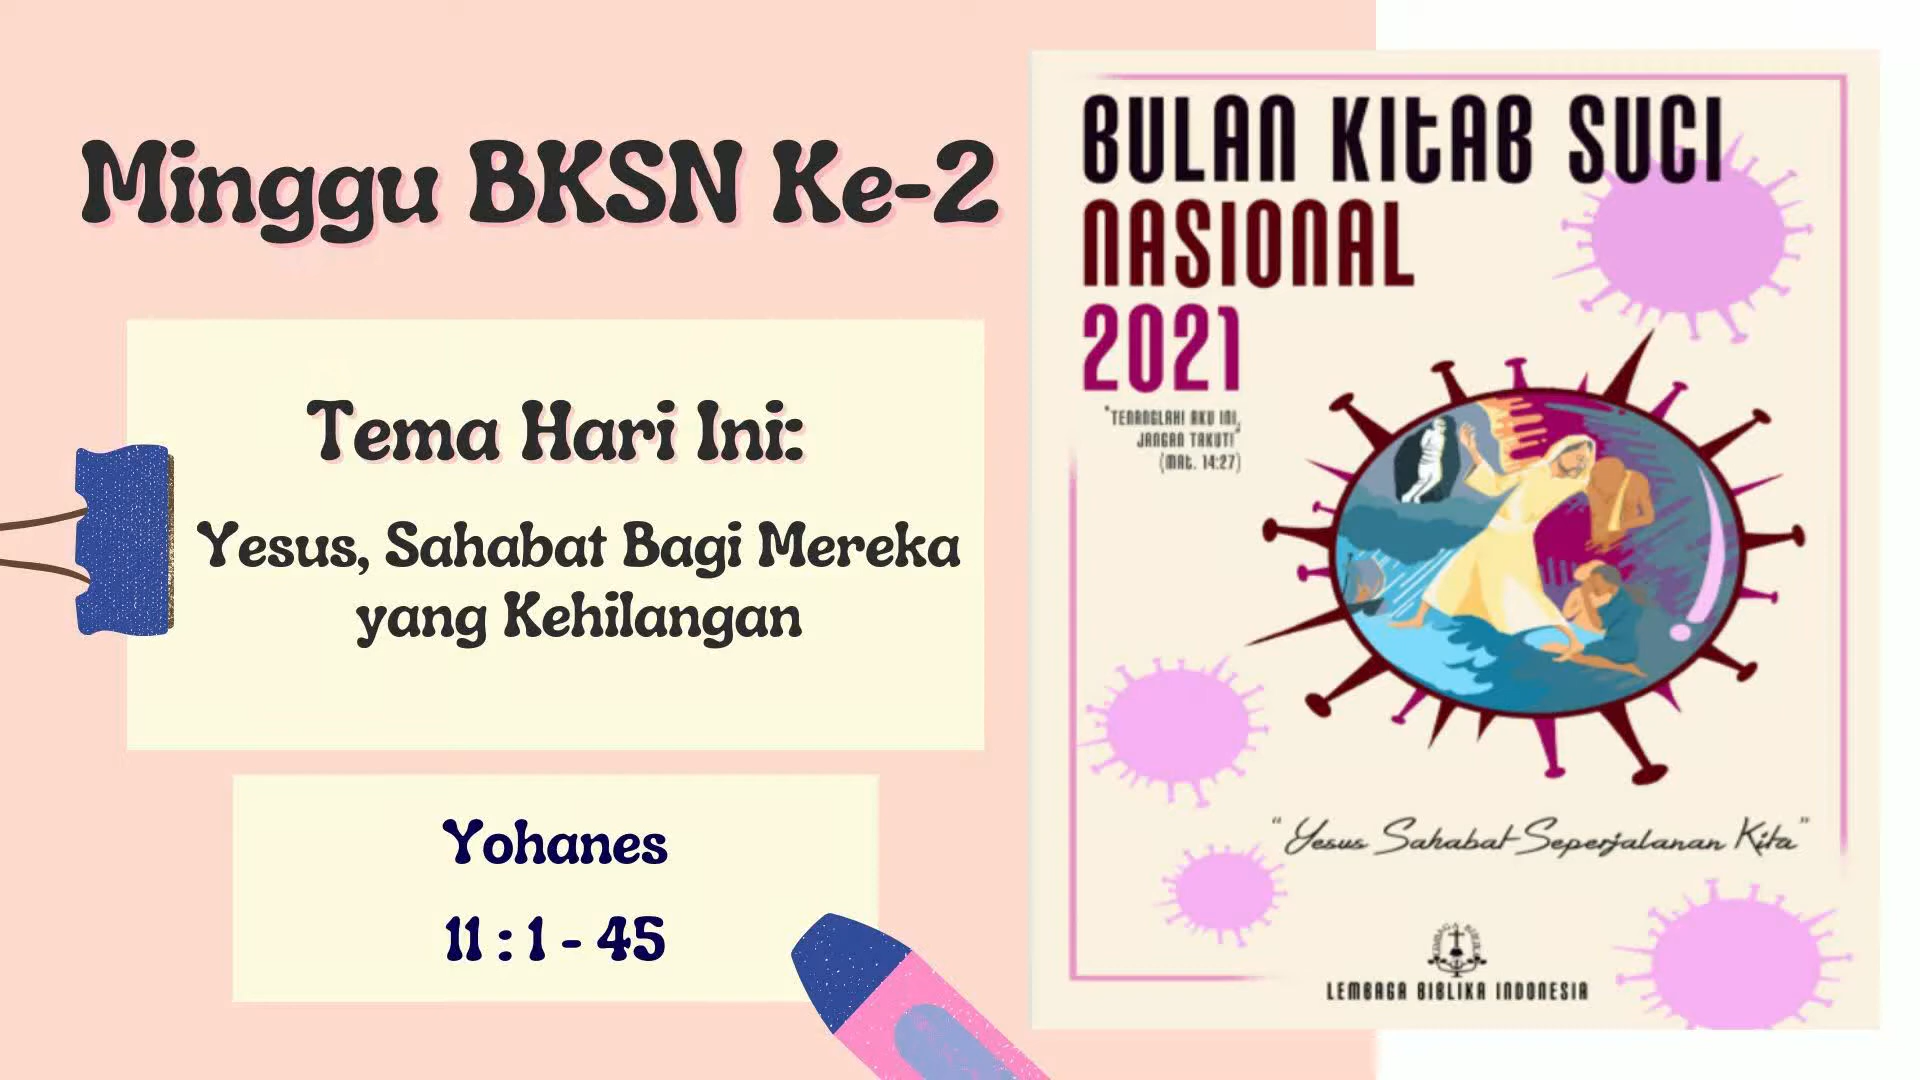 Minggu BKSN Ke-2
Tema Hari Ini:
Yesus, Sahabat Bagi Mereka
yang Kehilangan
Yohanes
11 : 1 - 45
BULAN KITAB SUCI
NASIONAL
2021
"TENANGLAH! AKU INI,
JANGAN TAKUT!"
(MAT. 14:27)
"Yesus Sahabat Seperjalanan Kita"
LEMBAGA BIBLIKA INDONESIA